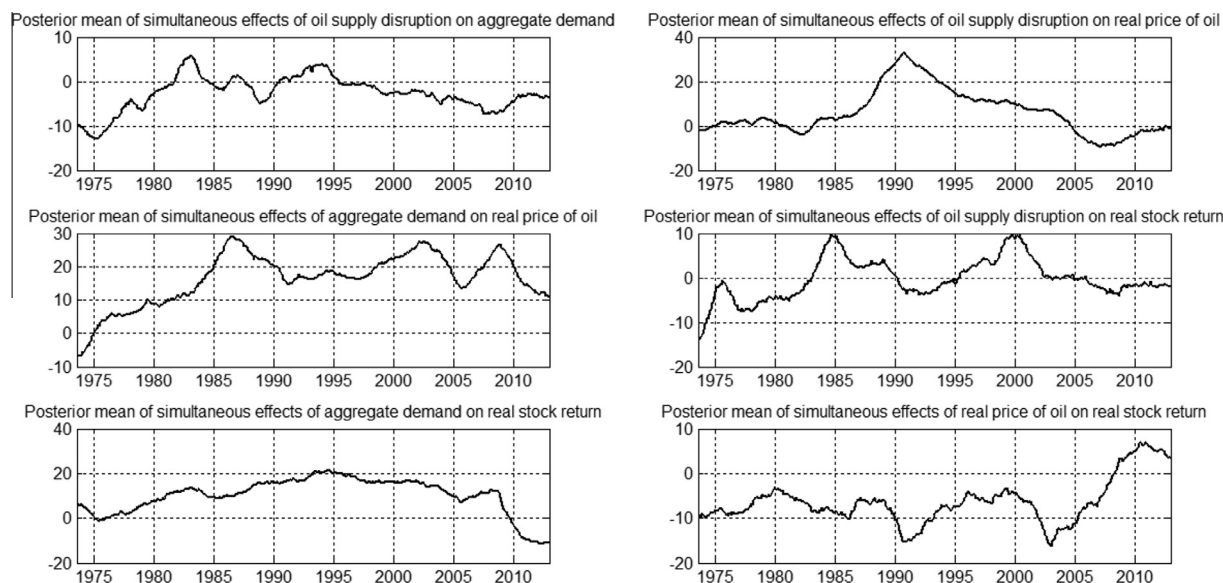 Posterior mean of simultaneous effects of oil supply disruption on aggregate demand
10
0
-10
-20
1975 1980 1985 1990 1995 2000 2005 2010
Posterior mean of simultaneous effects of oil supply disruption on real price of oil
40
20
0
-20
1975 1980 1985 1990 1995 2000 2005 2010
Posterior mean of simultaneous effects of aggregate demand on real price of oil
30
20
10
0
-10
1975 1980 1985 1990 1995 2000 2005 2010
Posterior mean of simultaneous effects of oil supply disruption on real stock return
10
0
-10
-20
1975 1980 1985 1990 1995 2000 2005 2010
Posterior mean of simultaneous effects of aggregate demand on real stock return
40
20
0
-20
1975 1980 1985 1990 1995 2000 2005 2010
Posterior mean of simultaneous effects of real price of oil on real stock return
10
0
-10
-20
1975 1980 1985 1990 1995 2000 2005 2010